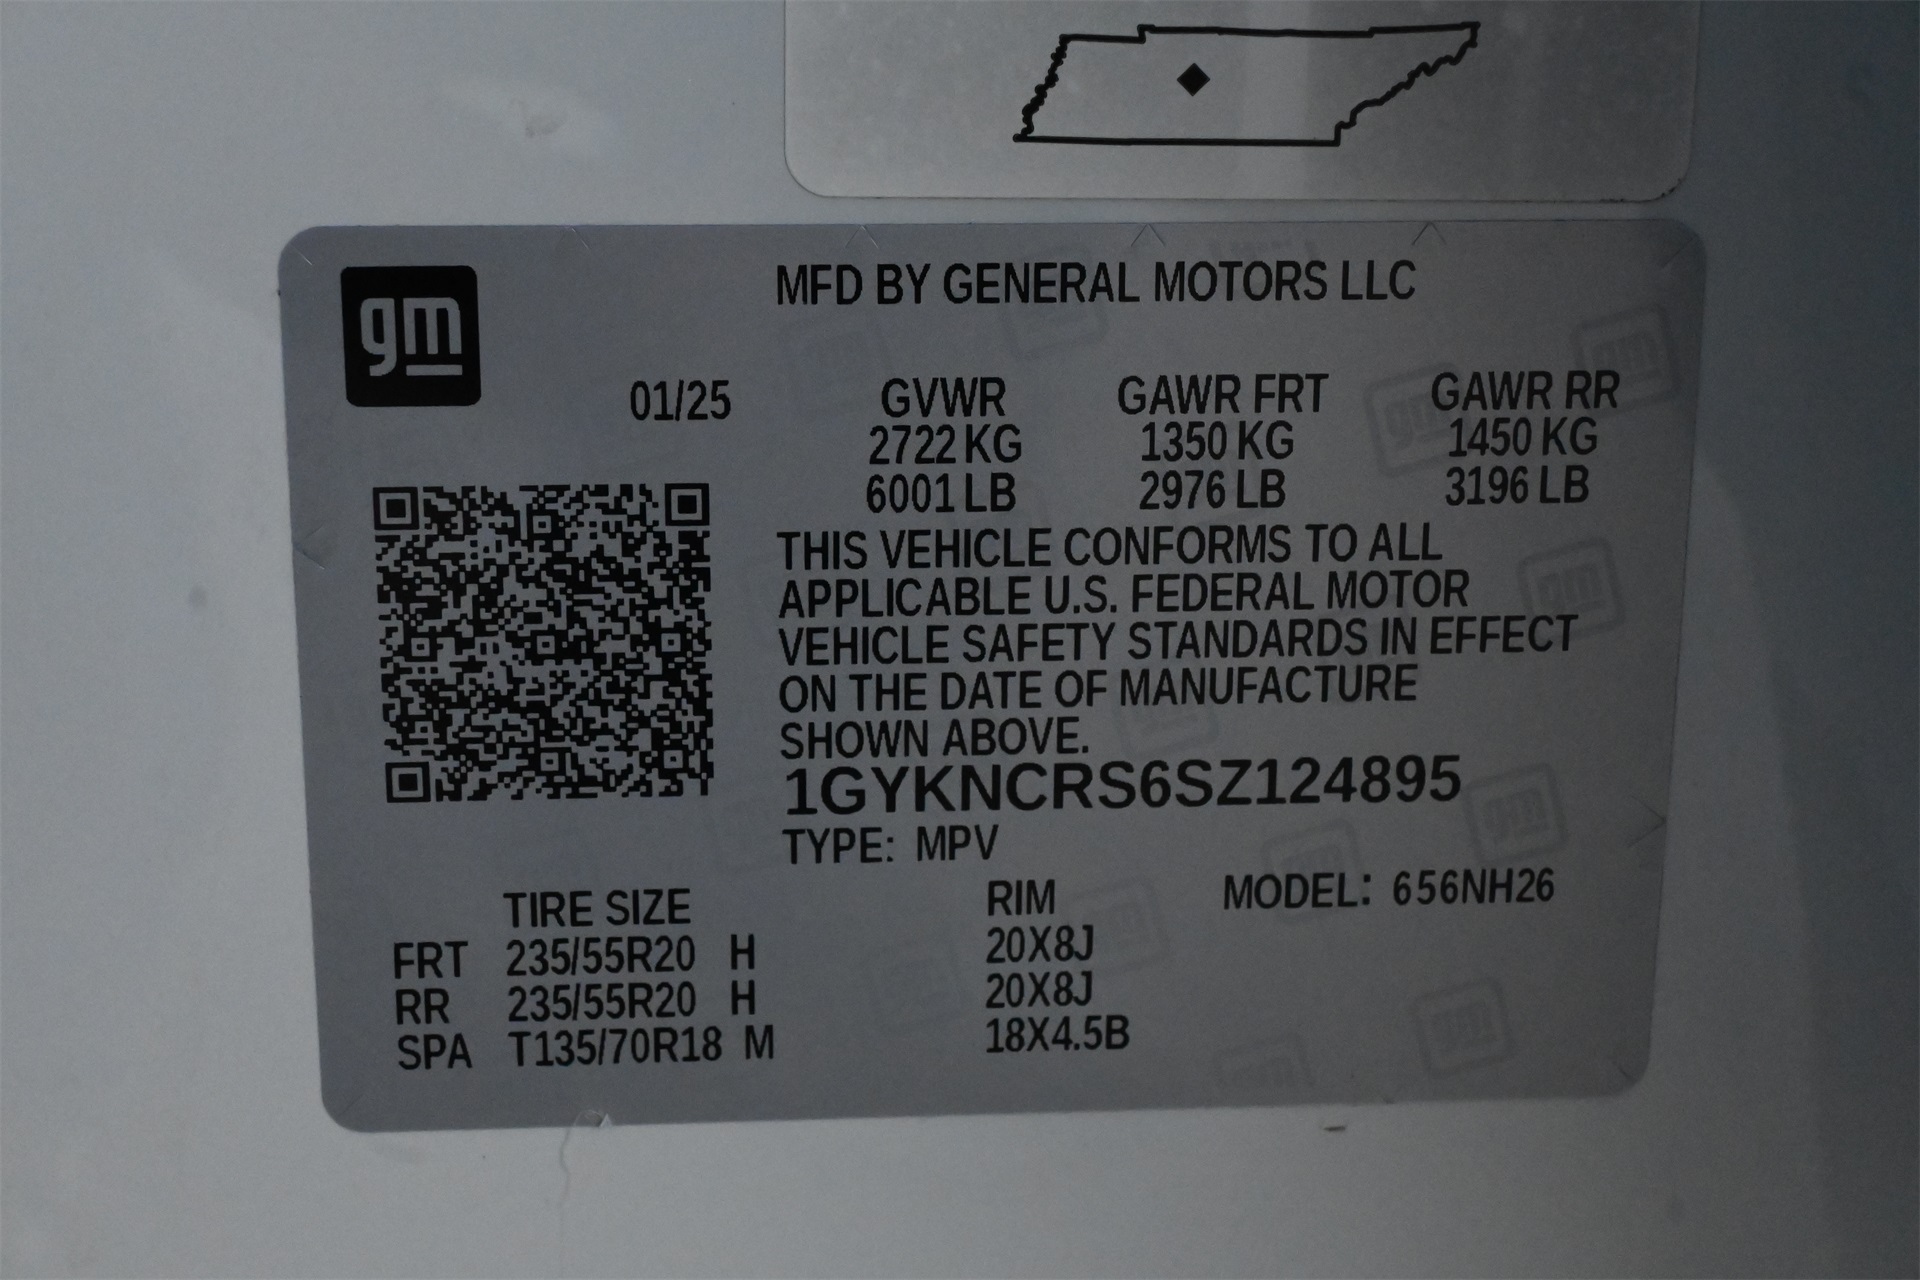 MFD BY GENERAL MOTORS LLC
gm
01/25 GVWR GAWR FRT GAWR RR
2722 KG 1350 KG 1450 KG
6001 LB 2976 LB 3196 LB
THIS VEHICLE CONFORMS TO ALL
APPLICABLE U.S. FEDERAL MOTOR
VEHICLE SAFETY STANDARDS IN EFFECT
ON THE DATE OF MANUFACTURE
SHOWN ABOVE.
1GYKNCRS6SZ124895
TYPE: MPV
TIRE SIZE RIM MODEL: 656NH26
FRT 235/55R20 H 20X8J
RR 235/55R20 H 20X8J
SPA T135/70R18 M 18X4.5B